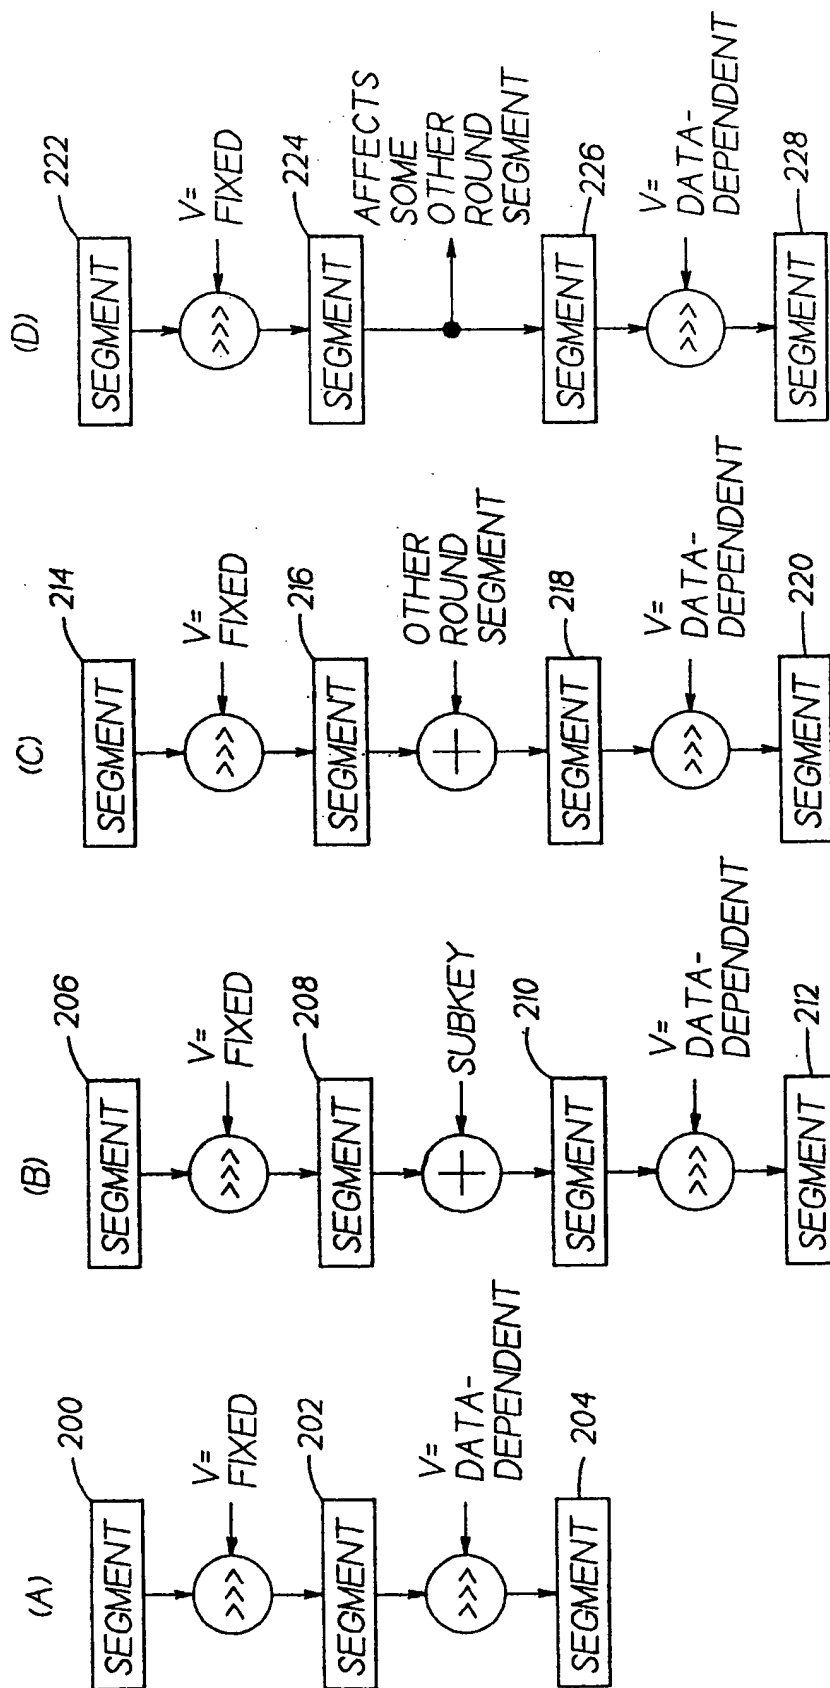 (A)
SEGMENT
200
>>>
V=
FIXED
SEGMENT
202
>>>
V=
DATA-
DEPENDENT
SEGMENT
204
(B)
SEGMENT
206
>>>
V=
FIXED
SEGMENT
208
+
SUBKEY
SEGMENT
210
>>>
V=
DATA-
DEPENDENT
SEGMENT
212
(C)
SEGMENT
214
>>>
V=
FIXED
SEGMENT
216
+
OTHER
ROUND
SEGMENT
SEGMENT
218
>>>
V=
DATA-
DEPENDENT
SEGMENT
220
(D)
SEGMENT
222
>>>
V=
FIXED
SEGMENT
224
AFFECTS
SOME
OTHER
ROUND
SEGMENT
SEGMENT
226
>>>
V=
DATA-
DEPENDENT
SEGMENT
228